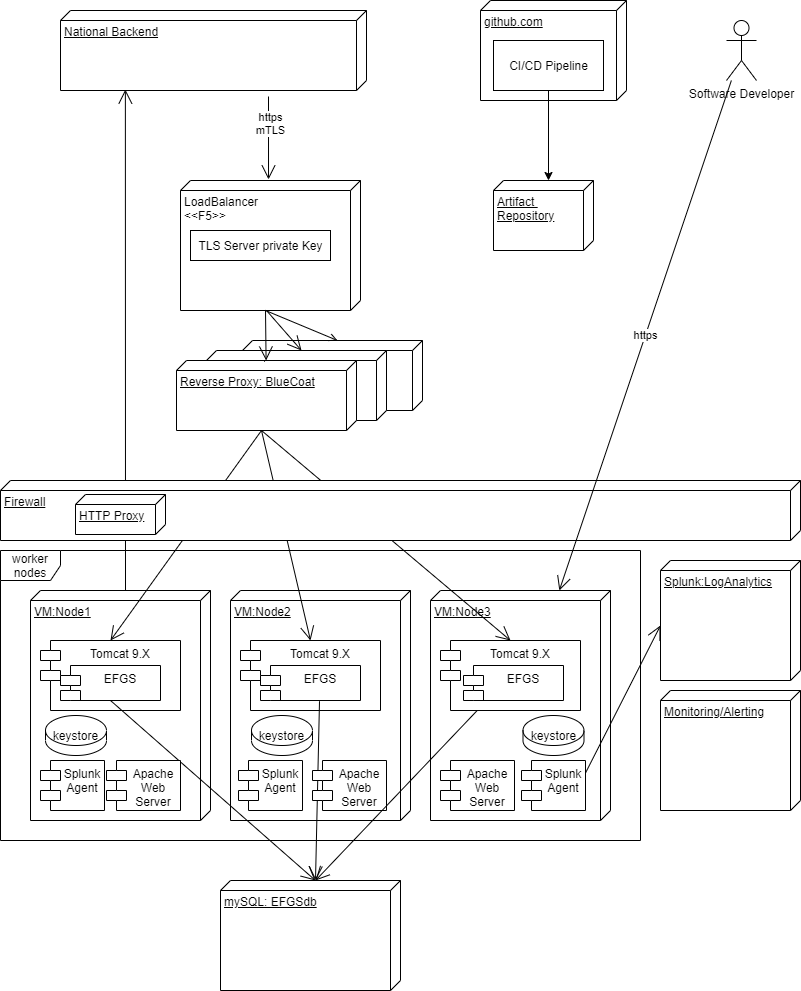 National Backend
github.com
CI/CD Pipeline
Software Developer
https
mTLS
LoadBalancer
<<F5>>
TLS Server private Key
Artifact
Repository
https
Reverse Proxy: BlueCoat
Firewall
HTTP Proxy
worker
nodes
VM:Node1
Tomcat 9.X
EFGS
keystore
Splunk
Agent
Apache
Web
Server
VM:Node2
Tomcat 9.X
EFGS
keystore
Splunk
Agent
Apache
Web
Server
VM:Node3
Tomcat 9.X
EFGS
keystore
Apache
Web
Server
Splunk
Agent
Splunk:LogAnalytics
Monitoring/Alerting
mySQL: EFGSdb